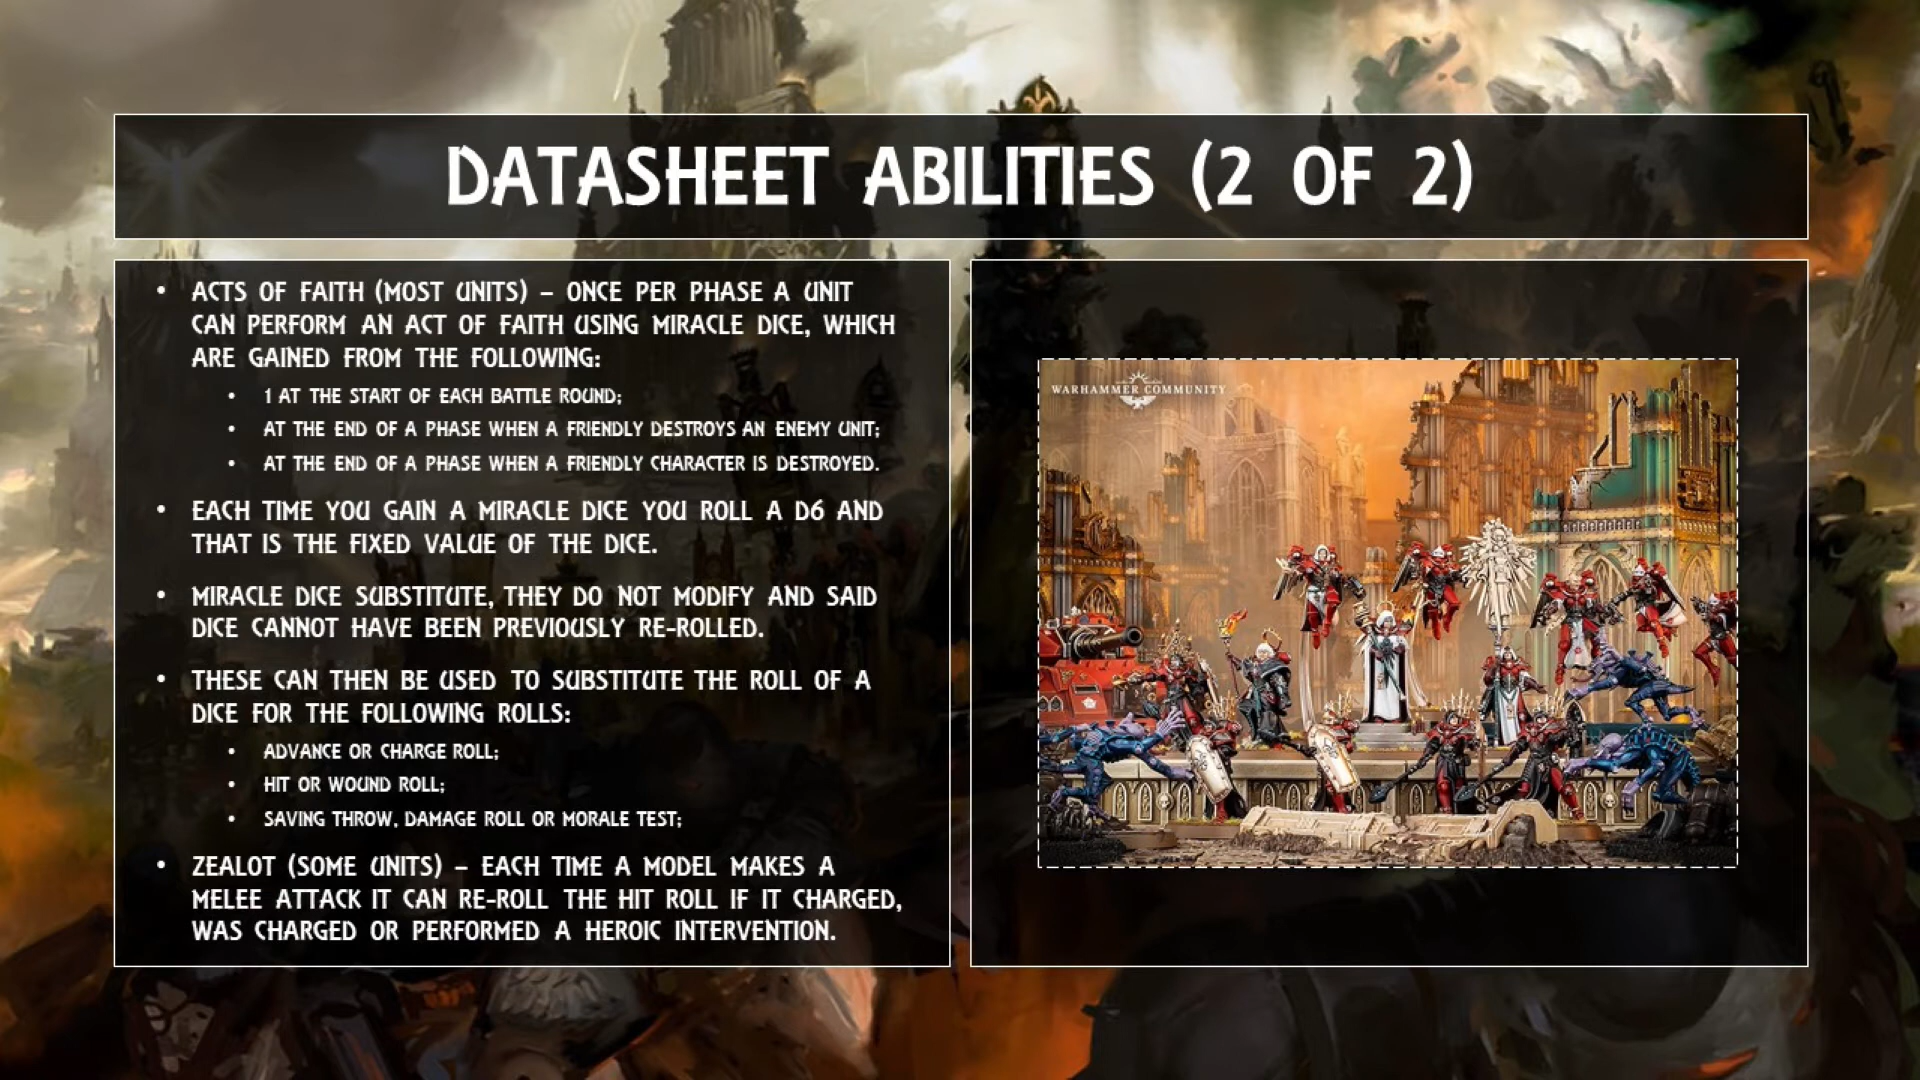 DATASHEET ABILITIES (2 OF 2)
• ACTS OF FAITH (MOST UNITS) – ONCE PER PHASE A UNIT
CAN PERFORM AN ACT OF FAITH USING MIRACLE DICE, WHICH
ARE GAINED FROM THE FOLLOWING:
• 1 AT THE START OF EACH BATTLE ROUND;
• AT THE END OF A PHASE WHEN A FRIENDLY DESTROYS AN ENEMY UNIT;
• AT THE END OF A PHASE WHEN A FRIENDLY CHARACTER IS DESTROYED.
• EACH TIME YOU GAIN A MIRACLE DICE YOU ROLL A D6 AND
THAT IS THE FIXED VALUE OF THE DICE.
• MIRACLE DICE SUBSTITUTE, THEY DO NOT MODIFY AND SAID
DICE CANNOT HAVE BEEN PREVIOUSLY RE-ROLLED.
• THESE CAN THEN BE USED TO SUBSTITUTE THE ROLL OF A
DICE FOR THE FOLLOWING ROLLS:
• ADVANCE OR CHARGE ROLL;
• HIT OR WOUND ROLL;
• SAVING THROW, DAMAGE ROLL OR MORALE TEST;
• ZEALOT (SOME UNITS) – EACH TIME A MODEL MAKES A
MELEE ATTACK IT CAN RE-ROLL THE HIT ROLL IF IT CHARGED,
WAS CHARGED OR PERFORMED A HEROIC INTERVENTION.
WARHAMMER COMMUNITY